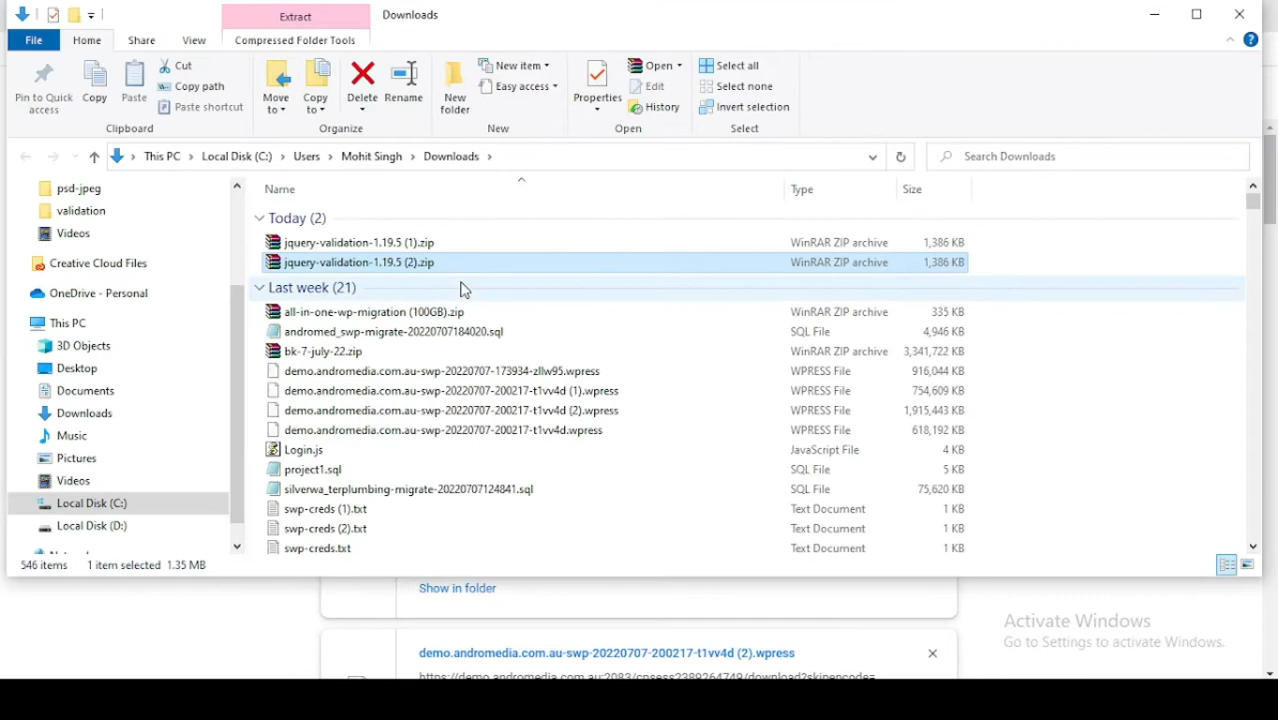 Extract
Downloads
File
Home
Share
View
Compressed Folder Tools
Pin to Quick access
Copy
Paste
Cut
Copy path
Paste shortcut
Clipboard
Move to
Copy to
Delete
Rename
Organize
New folder
New item
Easy access
New
Properties
Open
Edit
History
Open
Select all
Select none
Invert selection
Select
This PC > Local Disk (C:) > Users > Mohit Singh > Downloads >
Search Downloads
Name Type Size
psd-jpeg
validation
Videos
Creative Cloud Files
OneDrive - Personal
This PC
3D Objects
Desktop
Documents
Downloads
Music
Pictures
Videos
Local Disk (C:)
Local Disk (D:)
Today (2)
jquery-validation-1.19.5 (1).zip WinRAR ZIP archive 1,386 KB
jquery-validation-1.19.5 (2).zip WinRAR ZIP archive 1,386 KB
Last week (21)
all-in-one-wp-migration (100GB).zip WinRAR ZIP archive 335 KB
andromed_swp-migrate-20220707184020.sql SQL File 4,946 KB
bk-7-july-22.zip WinRAR ZIP archive 3,341,722 KB
demo.andromedia.com.au-swp-20220707-173934-zllw95.wpress WPRESS File 916,044 KB
demo.andromedia.com.au-swp-20220707-200217-t1vv4d (1).wpress WPRESS File 754,609 KB
demo.andromedia.com.au-swp-20220707-200217-t1vv4d (2).wpress WPRESS File 1,915,443 KB
demo.andromedia.com.au-swp-20220707-200217-t1vv4d.wpress WPRESS File 618,192 KB
Login.js JavaScript File 4 KB
project1.sql SQL File 5 KB
silverwa_terplumbing-migrate-20220707124841.sql SQL File 75,620 KB
swp-creds (1).txt Text Document 1 KB
swp-creds (2).txt Text Document 1 KB
swp-creds.txt Text Document 1 KB
546 items 1 item selected 1.35 MB
Show in folder
Activate Windows
Go to Settings to activate Windows.
demo.andromedia.com.au-swp-20220707-200217-t1vv4d (2).wpress